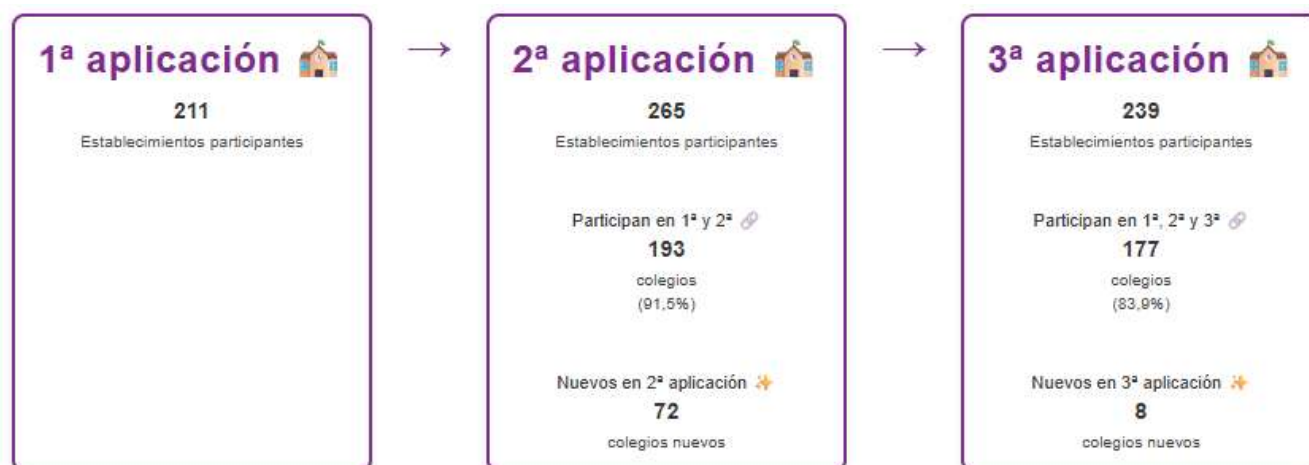 1ª aplicación
211
Establecimientos participantes
→
2ª aplicación
265
Establecimientos participantes
Participan en 1ª y 2ª
193
colegios
(91,5%)
Nuevos en 2ª aplicación
72
colegios nuevos
→
3ª aplicación
239
Establecimientos participantes
Participan en 1ª, 2ª y 3ª
177
colegios
(83,9%)
Nuevos en 3ª aplicación
8
colegios nuevos